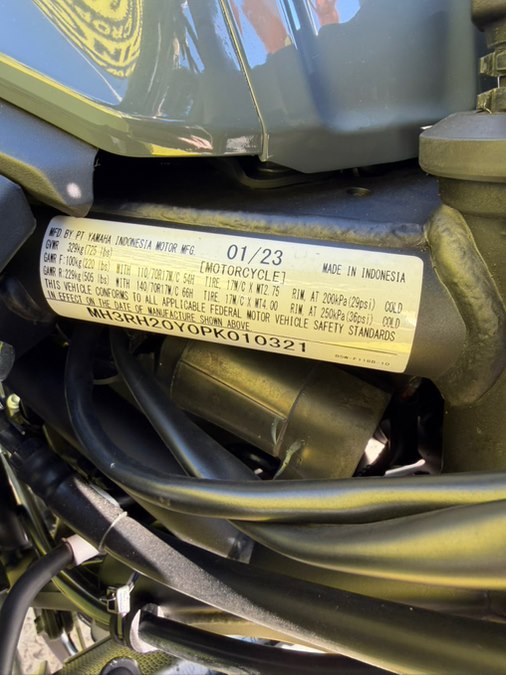 MFD BY PT YAMAHA INDONESIA MOTOR MFG. 01/23 MADE IN INDONESIA
GVWR 329kg(725 lbs) [MOTORCYCLE]
GAWR F: 100kg(220 lbs) WITH 110/70R17M/C 54H TIRE 17M/C X MT2.75 RIM, AT 200kPa(29psi) COLD
GAWR R: 229kg(505 lbs) WITH 140/70R17M/C 66H TIRE 17M/C X MT4.00 RIM, AT 250kPa(36psi) COLD
THIS VEHICLE CONFORMS TO ALL APPLICABLE FEDERAL MOTOR VEHICLE SAFETY STANDARDS
IN EFFECT ON THE DATE OF MANUFACTURE SHOWN ABOVE.
MH3RH20Y0PK010321